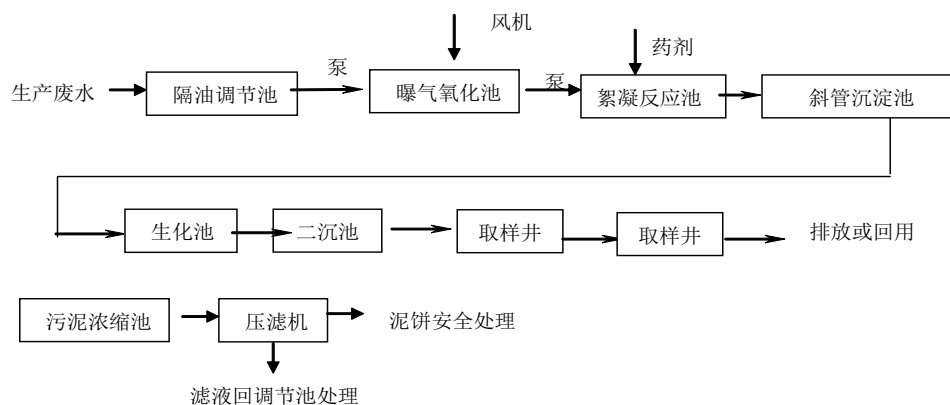 风机
药剂
泵
泵
生产废水
隔油调节池
曝气氧化池
絮凝反应池
斜管沉淀池
生化池
二沉池
取样井
取样井
排放或回用
污泥浓缩池
压滤机
泥饼安全处理
滤液回调节池处理